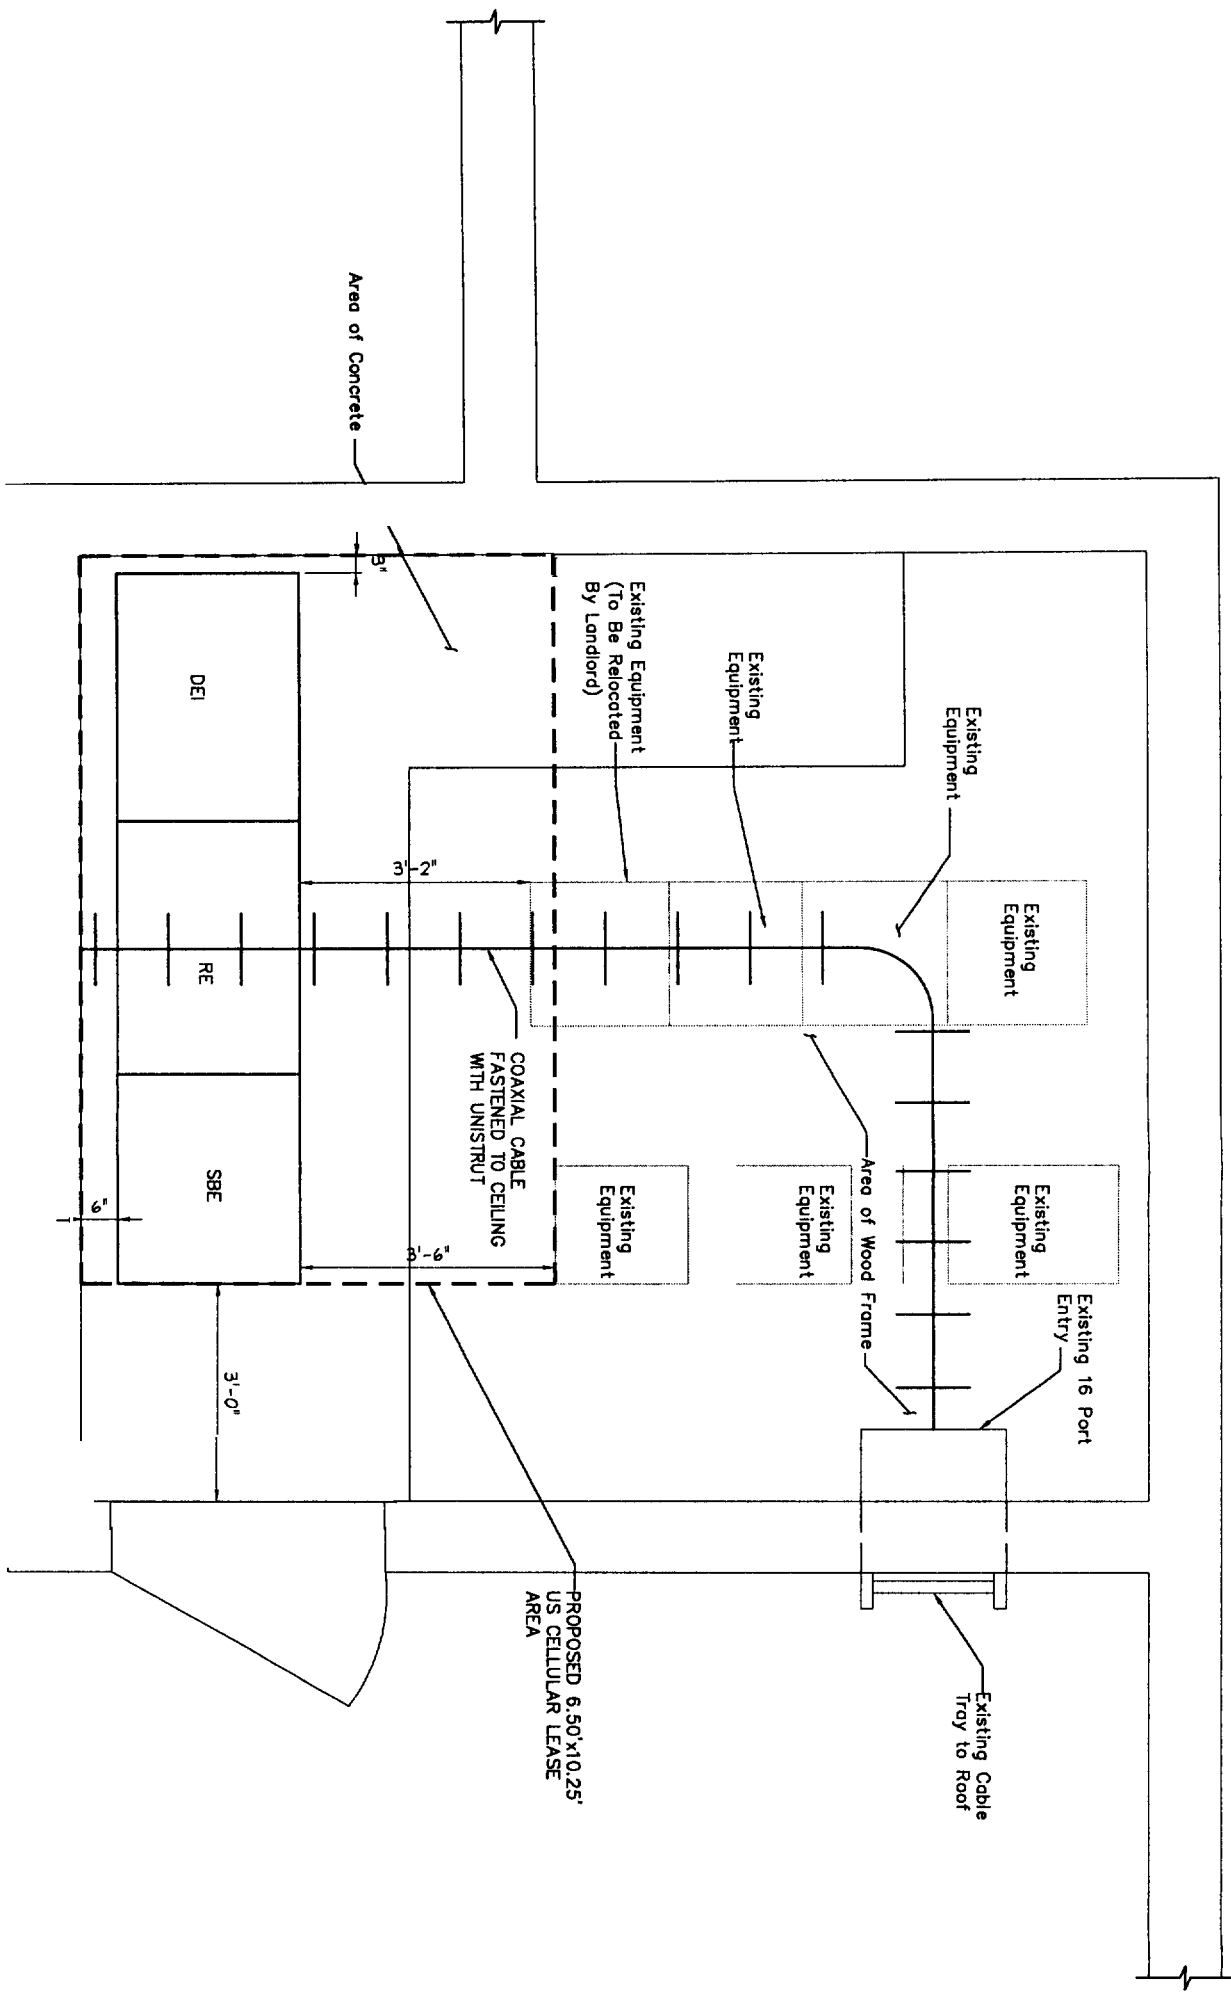 Area of Concrete
3"
DEI
RE
SBE
6"
3'-0"
3'-2"
3'-6"
COAXIAL CABLE
FASTENED TO CEILING
WITH UNISTRUT
Existing Equipment
(To Be Relocated
By Landlord)
Existing
Equipment
Existing
Equipment
Existing
Equipment
Existing
Equipment
Existing
Equipment
Existing
Equipment
Area of Wood Frame
Existing 16 Port
Entry
Existing Cable
Tray to Roof
PROPOSED 6.50'x10.25'
US CELLULAR LEASE
AREA